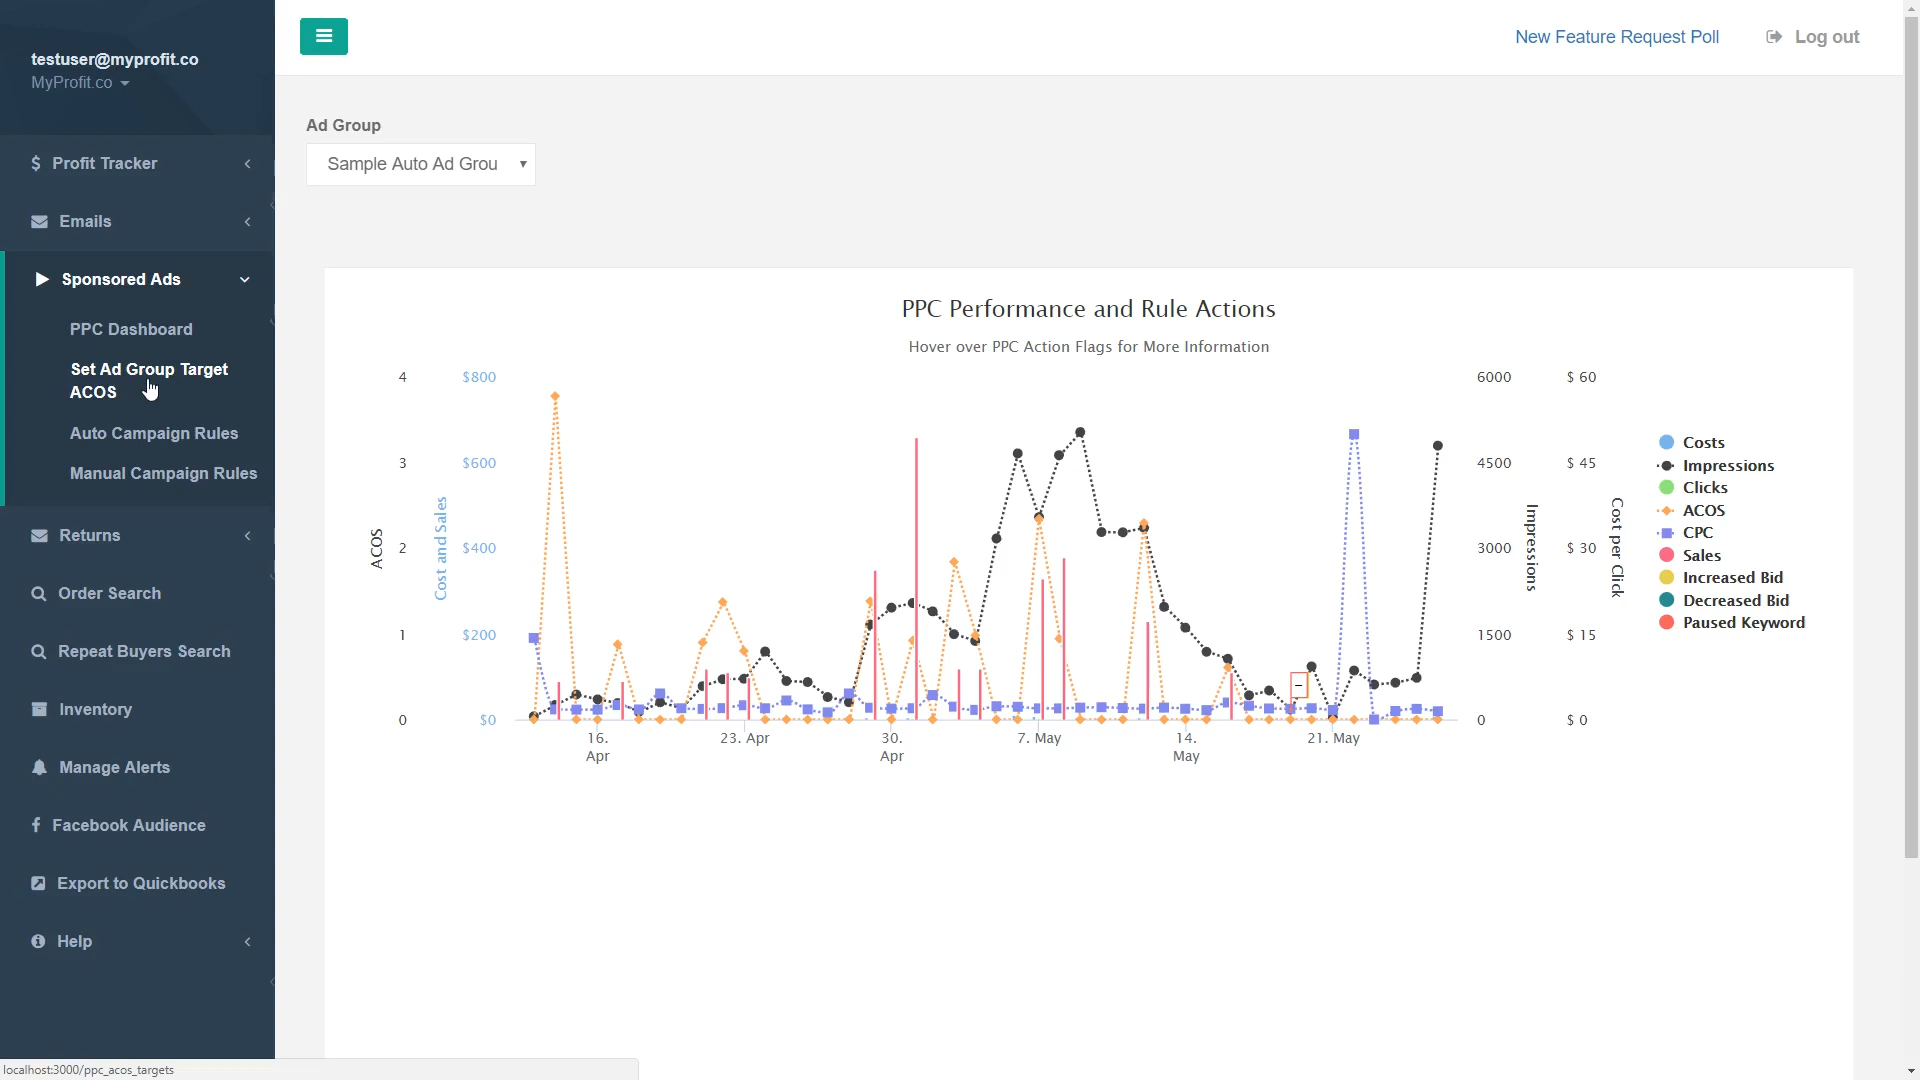 testuser@myprofit.co
MyProfit.co
Profit Tracker
Emails
Sponsored Ads
PPC Dashboard
Set Ad Group Target
ACOS
Auto Campaign Rules
Manual Campaign Rules
Returns
Order Search
Repeat Buyers Search
Inventory
Manage Alerts
Facebook Audience
Export to Quickbooks
Help
localhost:3000/ppc_acos_targets
New Feature Request Poll
Log out
Ad Group
Sample Auto Ad Grou
PPC Performance and Rule Actions
Hover over PPC Action Flags for More Information
4
3
2
1
0
ACOS
$800
$600
$400
$200
$0
Cost and Sales
16.
Apr
23. Apr
30.
Apr
7. May
14.
May
21. May
6000
4500
3000
1500
0
Impressions
$ 60
$ 45
$ 30
$ 15
$ 0
Cost per Click
Costs
Impressions
Clicks
ACOS
CPC
Sales
Increased Bid
Decreased Bid
Paused Keyword